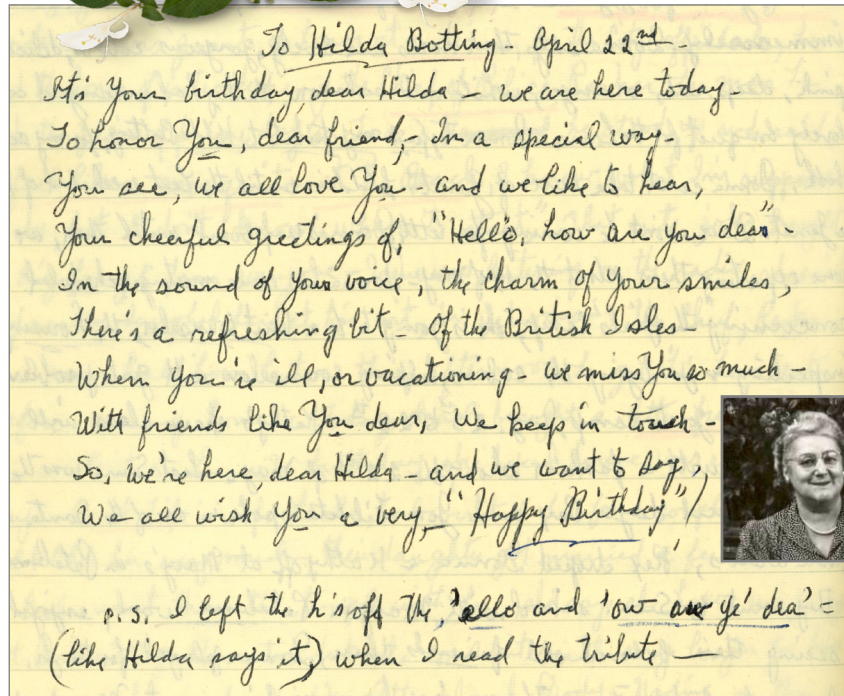 To Hilda Botting - April 22nd -
It's Your birthday, dear Hilda - we are here today -
To honor You, dear friend, - In a special way -
You see, we all love You - and we like to hear,
Your cheerful greetings of, "Hello, how are you dear" -
In the sound of your voice, the charm of your smiles,
There's a refreshing bit - Of the British Isles -
When you're ill, or vacationing - we miss You so much -
With friends like You dear, We keep in touch -
So, we're here, dear Hilda - and we want to say,
We all wish You a very, "Happy Birthday"!
P.S. I left the h's off the, 'ello and 'ow are ye' dea' =
(like Hilda says it,) when I read the tribute -